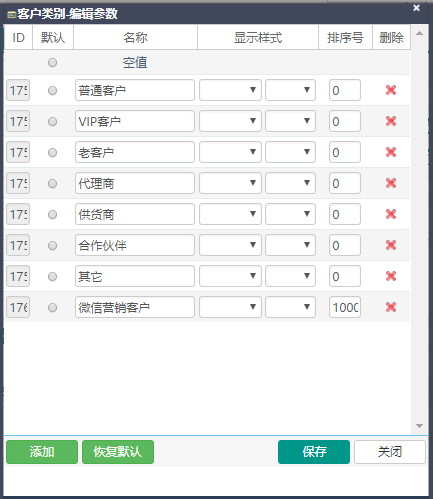 客户类别-编辑参数
ID 默认 名称 显示样式 排序号 删除
空值
175 普通客户 0
175 VIP客户 0
175 老客户 0
175 代理商 0
175 供货商 0
175 合作伙伴 0
175 其它 0
176 微信营销客户 1000
添加 恢复默认 保存 关闭